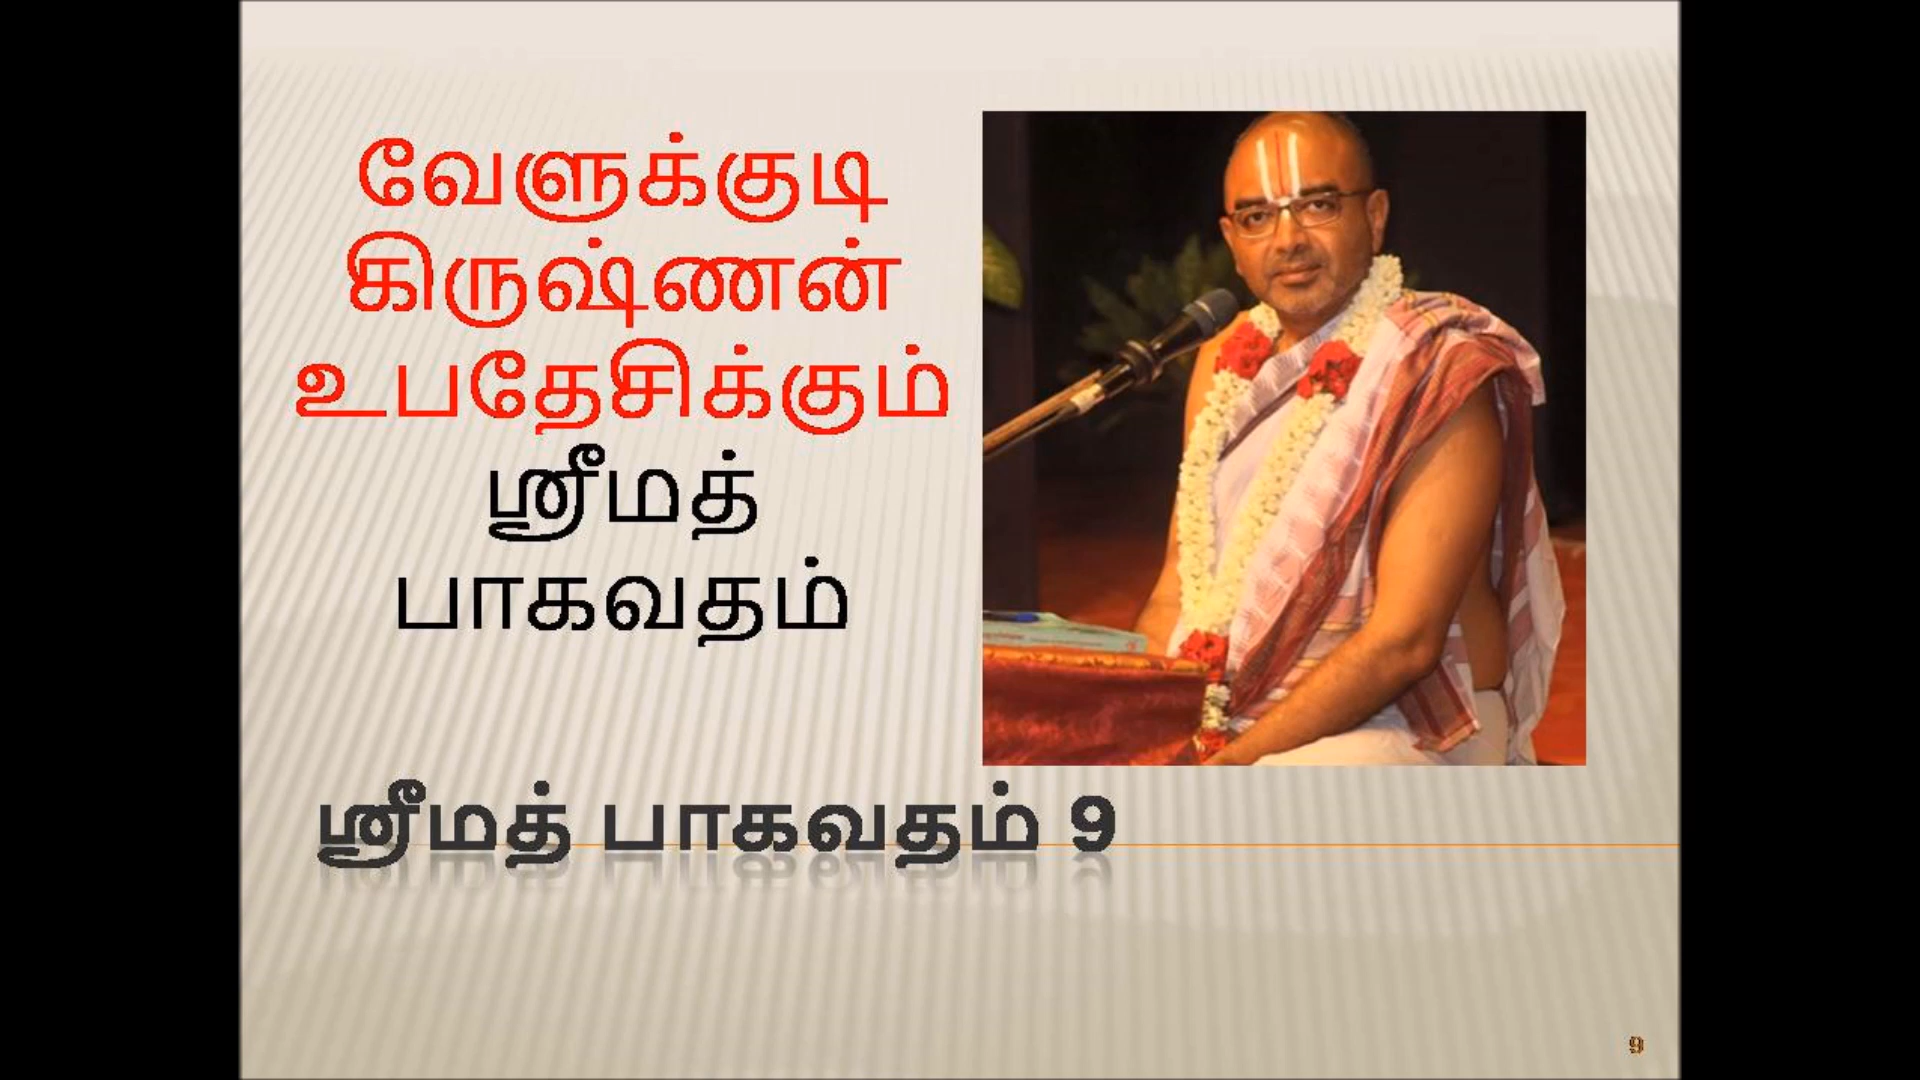 வேளுக்குடி
கிருஷ்ணன்
உபதேசிக்கும்
ஸ்ரீமத்
பாகவதம்
ஸ்ரீமத் பாகவதம் 9
9